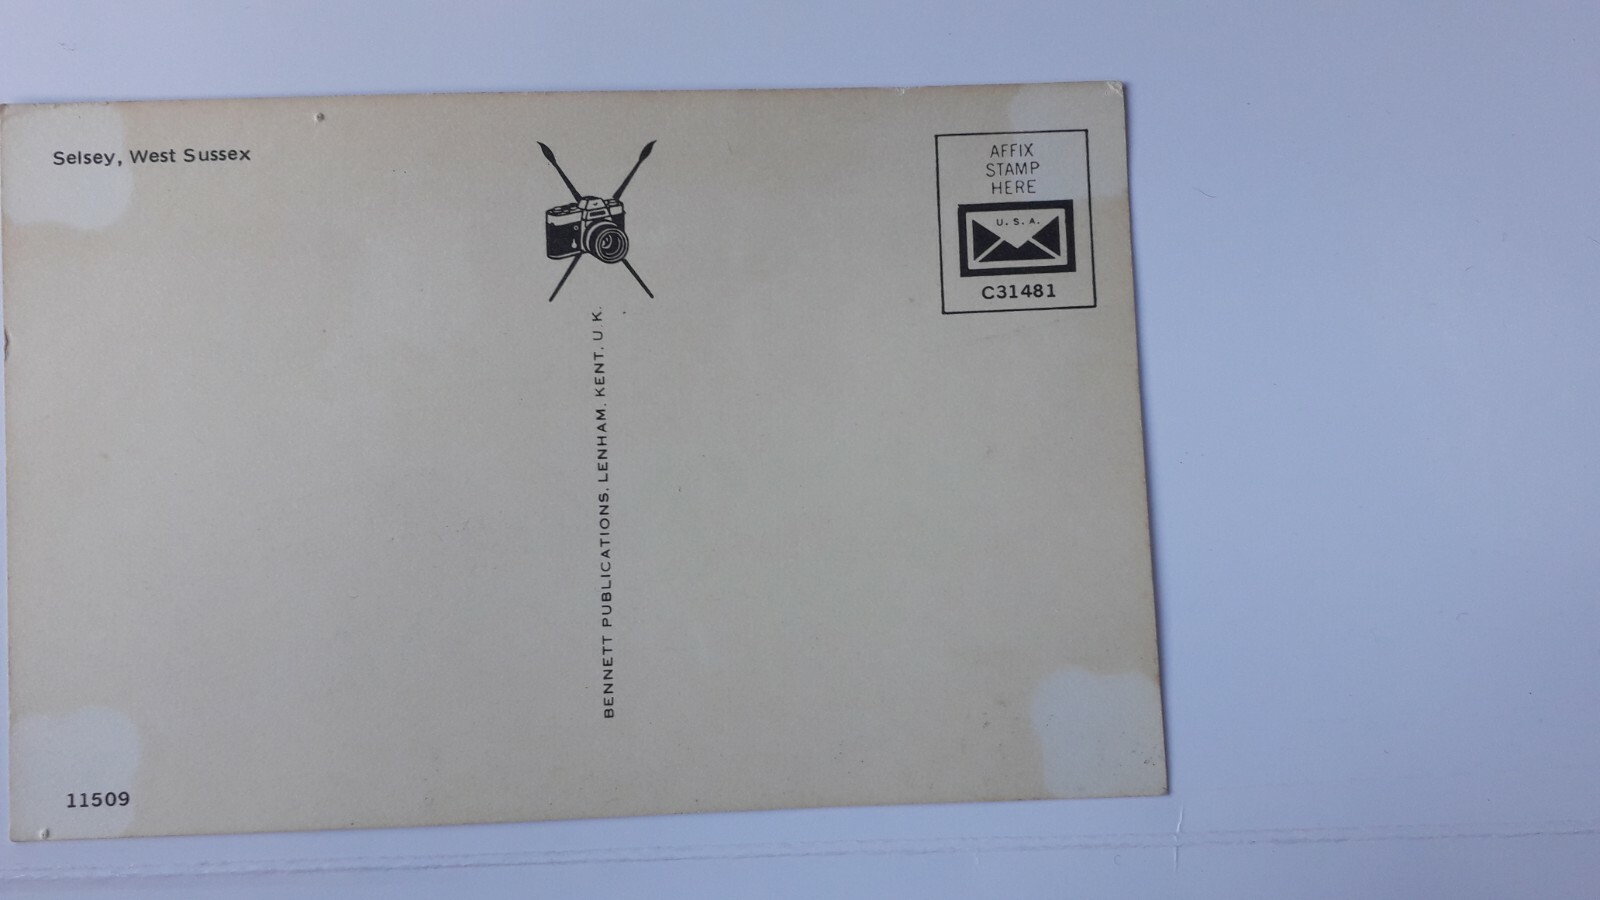 Selsey, West Sussex
AFFIX
STAMP
HERE
U. S. A.
C31481
BENNETT PUBLICATIONS, LENHAM, KENT. U.K.
11509